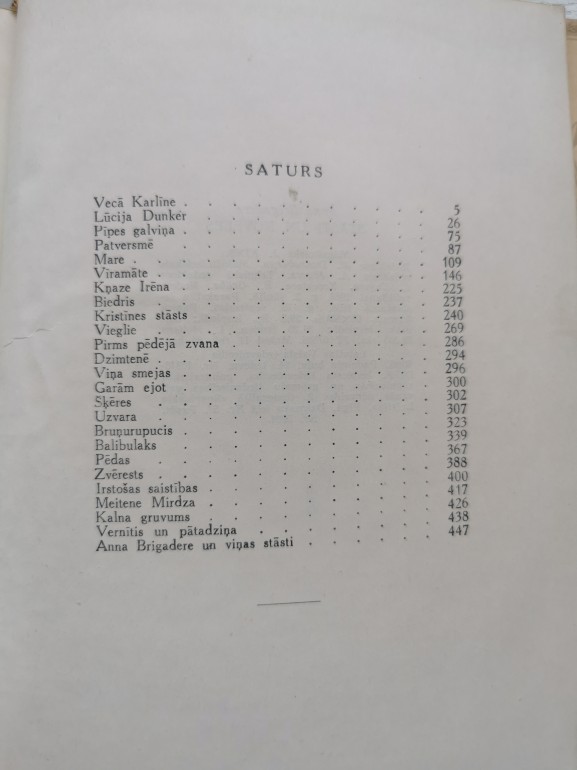 SATURS
Vecā Karlīne . . . . . . . . . . . 5
Lūcija Dunker . . . . . . . . . . 26
Pīpes galviņa . . . . . . . . . . . 75
Patversmē . . . . . . . . . . . 87
Mare . . . . . . . . . . . . . 109
Vīramāte . . . . . . . . . . . . 146
Kņaze Irēna . . . . . . . . . . . 225
Biedris . . . . . . . . . . . . 237
Kristīnes stāsts . . . . . . . . . . 240
Vieglie . . . . . . . . . . . . 269
Pirms pēdējā zvana . . . . . . . . . 286
Dzimtenē . . . . . . . . . . . . 294
Viņa smejas . . . . . . . . . . . 296
Garām ejot . . . . . . . . . . . 300
Šķēres . . . . . . . . . . . . 302
Uzvara . . . . . . . . . . . . 307
Bruņurupucis . . . . . . . . . . . 323
Balibulaks . . . . . . . . . . . 339
Pēdas . . . . . . . . . . . . 367
Zvērests . . . . . . . . . . . . 388
Irstošas saistības . . . . . . . . . . 400
Meitene Mirdza . . . . . . . . . . 417
Kalna gruvums . . . . . . . . . . 426
Vernītis un pātadziņa . . . . . . . . 438
Anna Brigadere un viņas stāsti . . . . . . 447